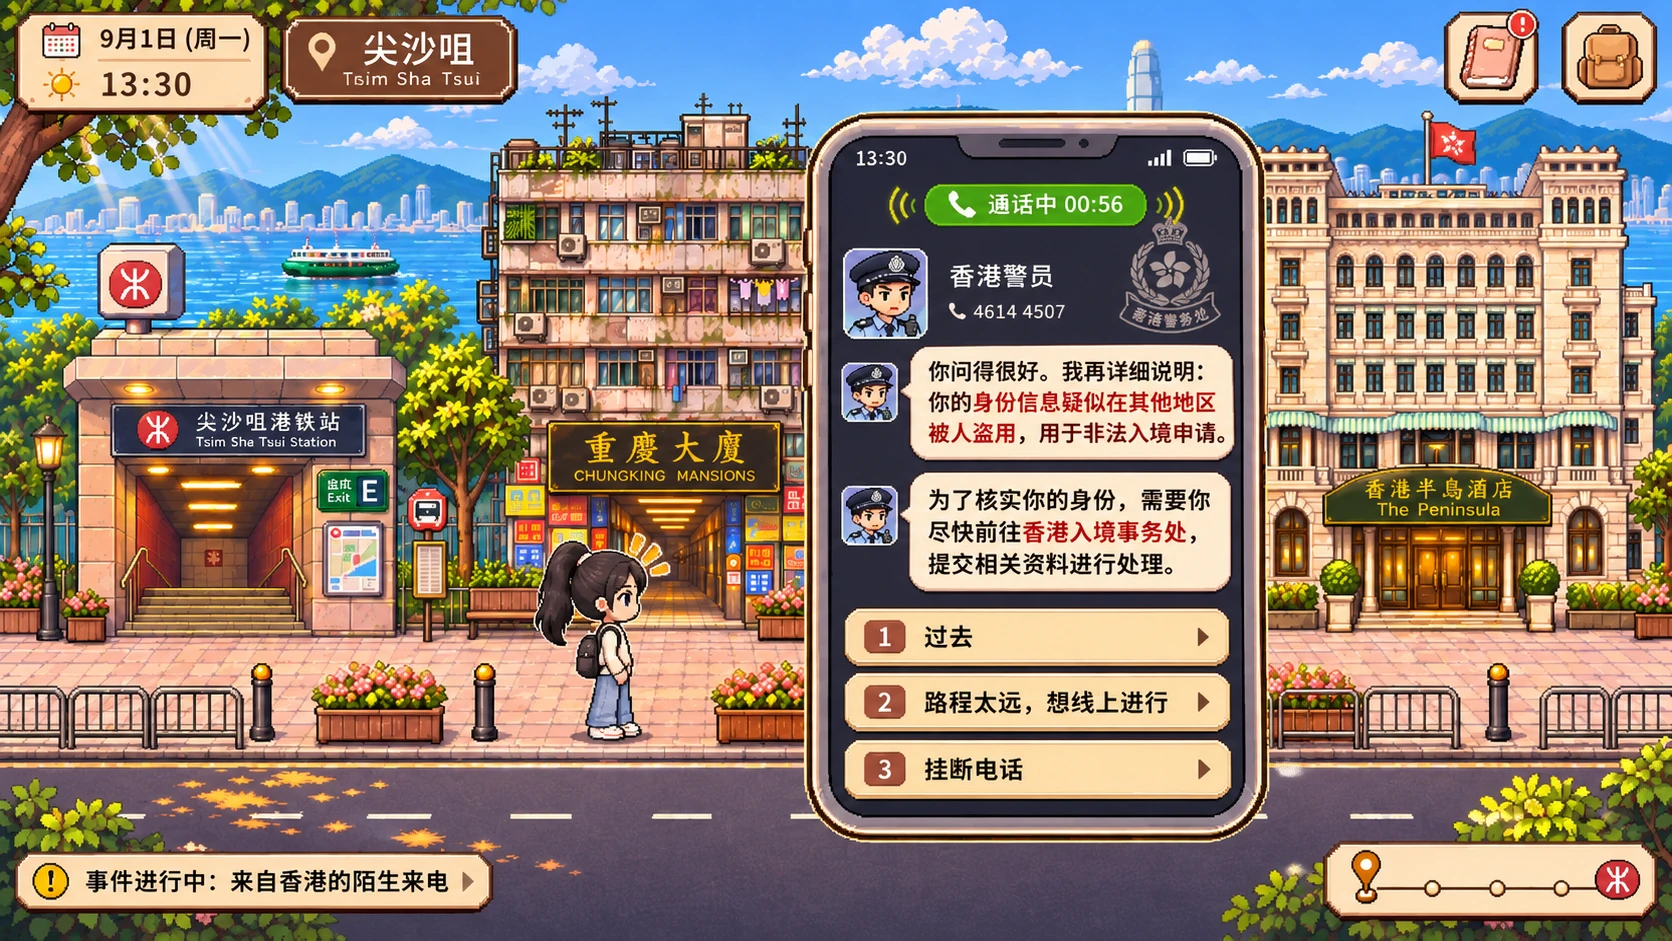 9月1日 (周一)
13:30
尖沙咀
Tsim Sha Tsui
尖沙咀港铁站
Tsim She Tsui Station
Exit
E
重慶大廈
CHUNGKING MANSIONS
13:30
通话中 00:56
香港警员
4614 4507
你问得很好。我再详细说明：
你的身份信息疑似在其他地区
被人盗用，用于非法入境申请。
为了核实你的身份，需要你
尽快前往香港入境事务处，
提交相关资料进行处理。
1 过去
2 路程太远，想线上进行
3 挂断电话
香港半島酒店
The Peninsula
事件进行中：来自香港的陌生来电